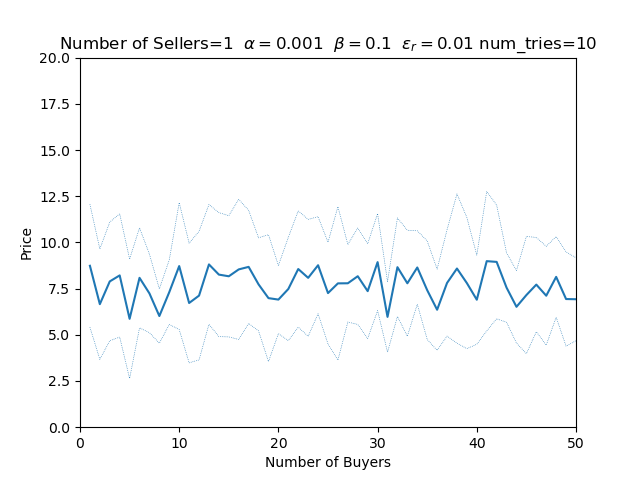 Number of Sellers=1 α = 0.001 β = 0.1 ε_r = 0.01 num_tries=10
20.0
17.5
15.0
12.5
10.0
7.5
5.0
2.5
0.0
Price
0 10 20 30 40 50
Number of Buyers